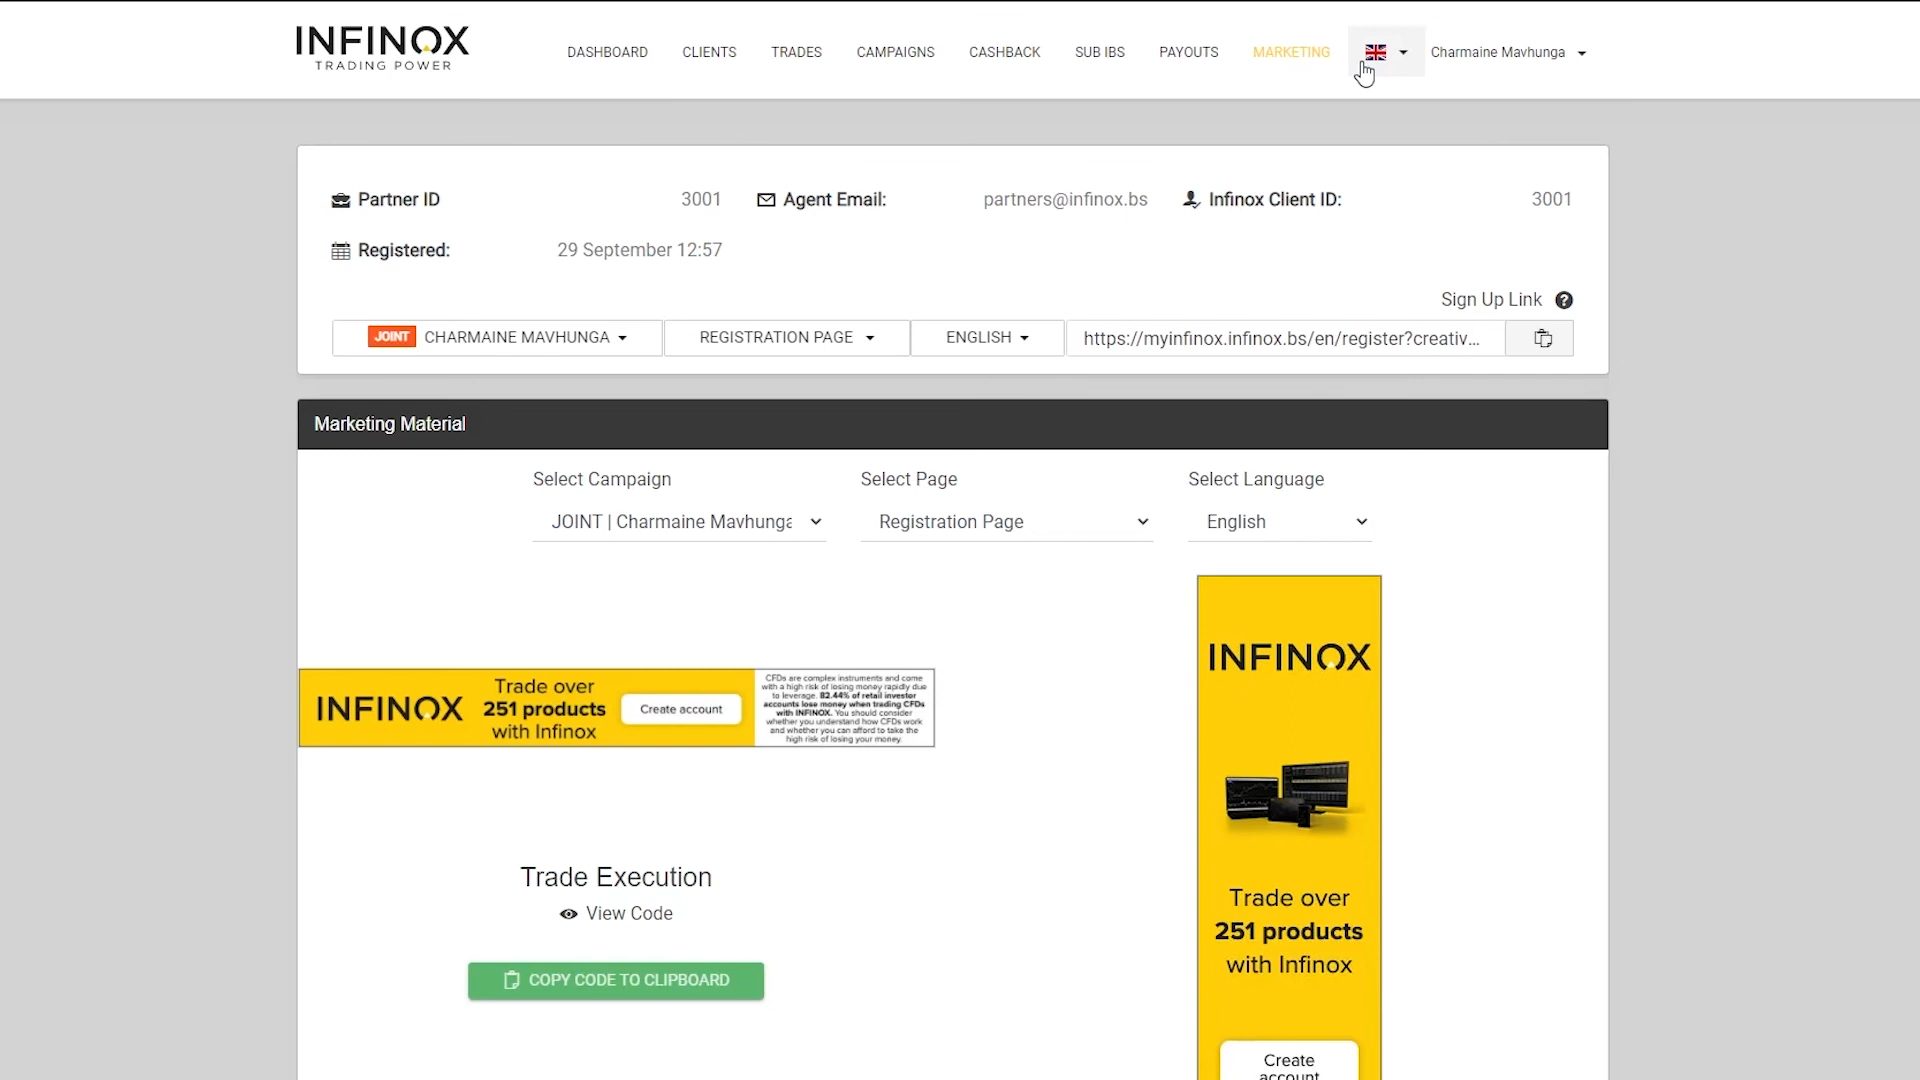 INFINOX
TRADING POWER
DASHBOARD CLIENTS TRADES CAMPAIGNS CASHBACK SUB IBS PAYOUTS MARKETING Charmaine Mavhunga
Partner ID 3001 Agent Email: partners@infinox.bs Infinox Client ID: 3001
Registered: 29 September 12:57
Sign Up Link ?
JOINT CHARMAINE MAVHUNGA REGISTRATION PAGE ENGLISH https://myinfinox.infinox.bs/en/register?creativ...
Marketing Material
Select Campaign Select Page Select Language
JOINT | Charmaine Mavhunga Registration Page English
INFINOX
Trade over
251 products
with Infinox
Create account
CFDs are complex instruments and come
with a high risk of losing money rapidly due
to leverage. 82.44% of retail investor
accounts lose money when trading CFDs
with INFINOX. You should consider
whether you understand how CFDs work
and whether you can afford to take the
high risk of losing your money.
Trade Execution
View Code
COPY CODE TO CLIPBOARD
INFINOX
Trade over
251 products
with Infinox
Create
account